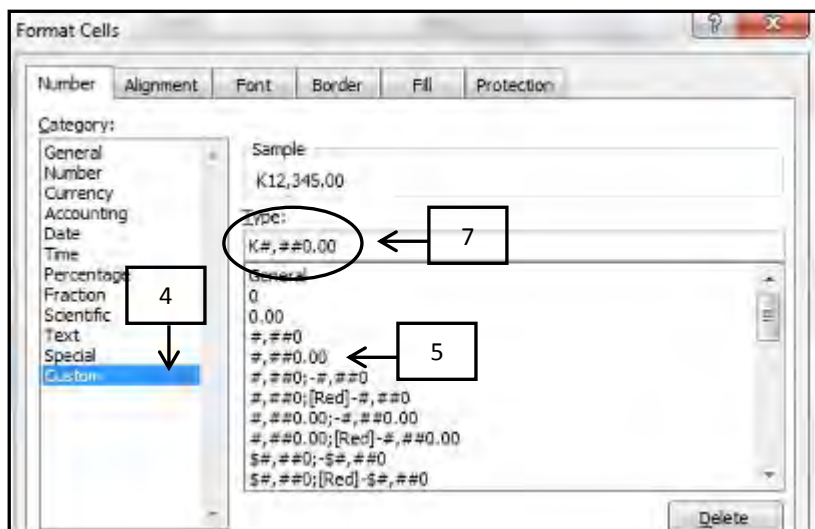 Format Cells
Number Alignment Font Border Fill Protection
Category:
General
Number
Currency
Accounting
Date
Time
Percentage
Fraction
Scientific
Text
Special
Custom
4
Sample
K12,345.00
Type:
K#,##0.00
7
General
0
0.00
#,##0
#,##0.00
5
#,##0;-#,##0
#,##0;[Red]-#,##0
#,##0.00;-#,##0.00
#,##0.00;[Red]-#,##0.00
$#,##0;-$#,##0
$#,##0;[Red]-$#,##0
Delete